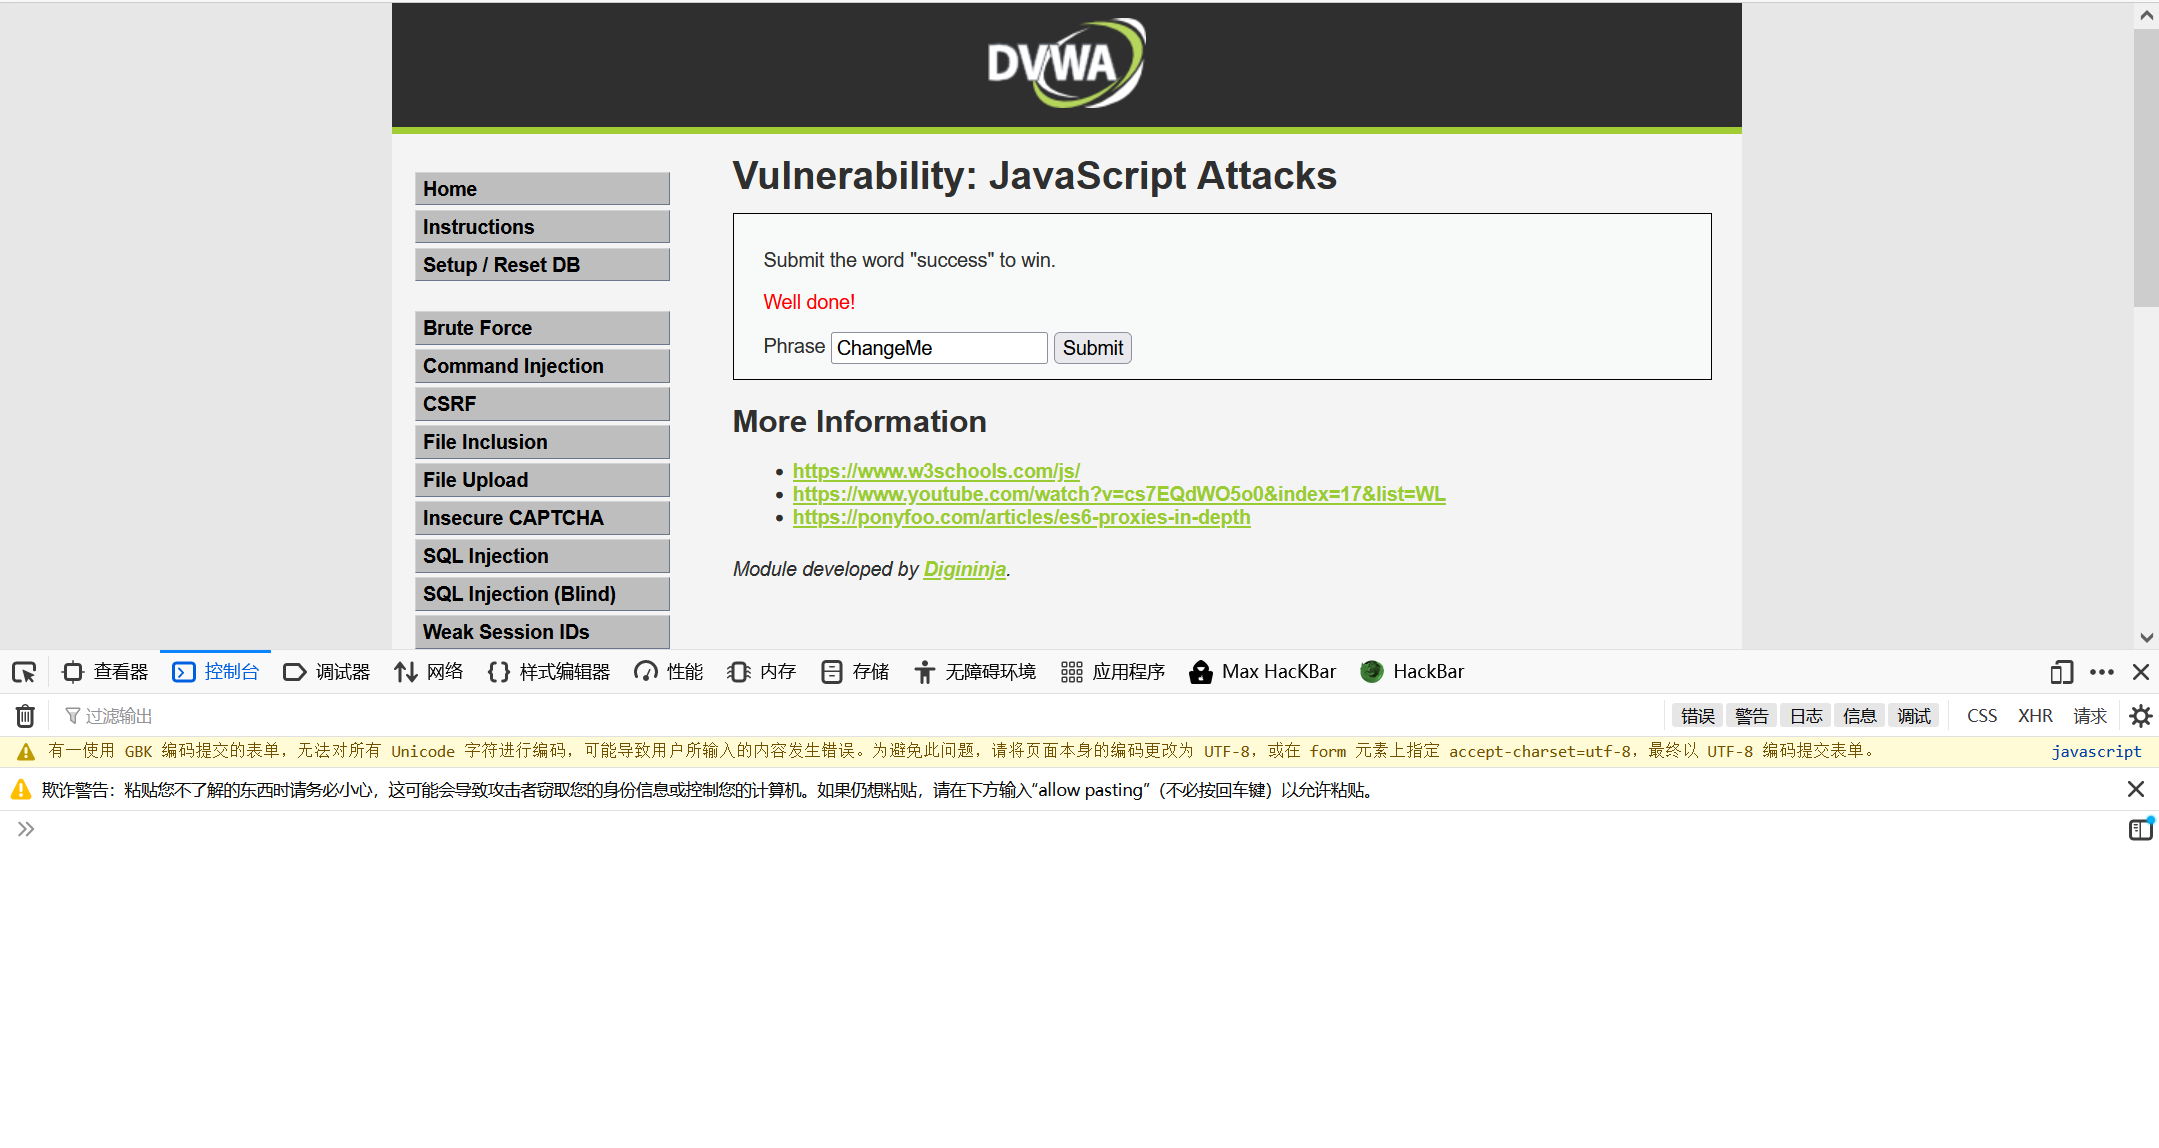 DVWA
Vulnerability: JavaScript Attacks
Home
Instructions
Setup / Reset DB
Brute Force
Command Injection
CSRF
File Inclusion
File Upload
Insecure CAPTCHA
SQL Injection
SQL Injection (Blind)
Weak Session IDs
Submit the word "success" to win.
Well done!
Phrase ChangeMe Submit
More Information
https://www.w3schools.com/js/
https://www.youtube.com/watch?v=cs7EQdWO5o0&index=17&list=WL
https://ponyfoo.com/articles/es6-proxies-in-depth
Module developed by Digininja.
查看器 控制台 调试器 网络 样式编辑器 性能 内存 存储 无障碍环境 应用程序 Max HacKBar HackBar
过滤输出 错误 警告 日志 信息 调试 CSS XHR 请求
有一使用 GBK 编码提交的表单，无法对所有 Unicode 字符进行编码，可能导致用户所输入的内容发生错误。为避免此问题，请将页面本身的编码更改为 UTF-8，或在 form 元素上指定 accept-charset=utf-8，最终以 UTF-8 编码提交表单。 javascript
欺诈警告：粘贴您不了解的东西时请务必小心，这可能会导致攻击者窃取您的身份信息或控制您的计算机。如果仍想粘贴，请在下方输入“allow pasting”（不必按回车键）以允许粘贴。